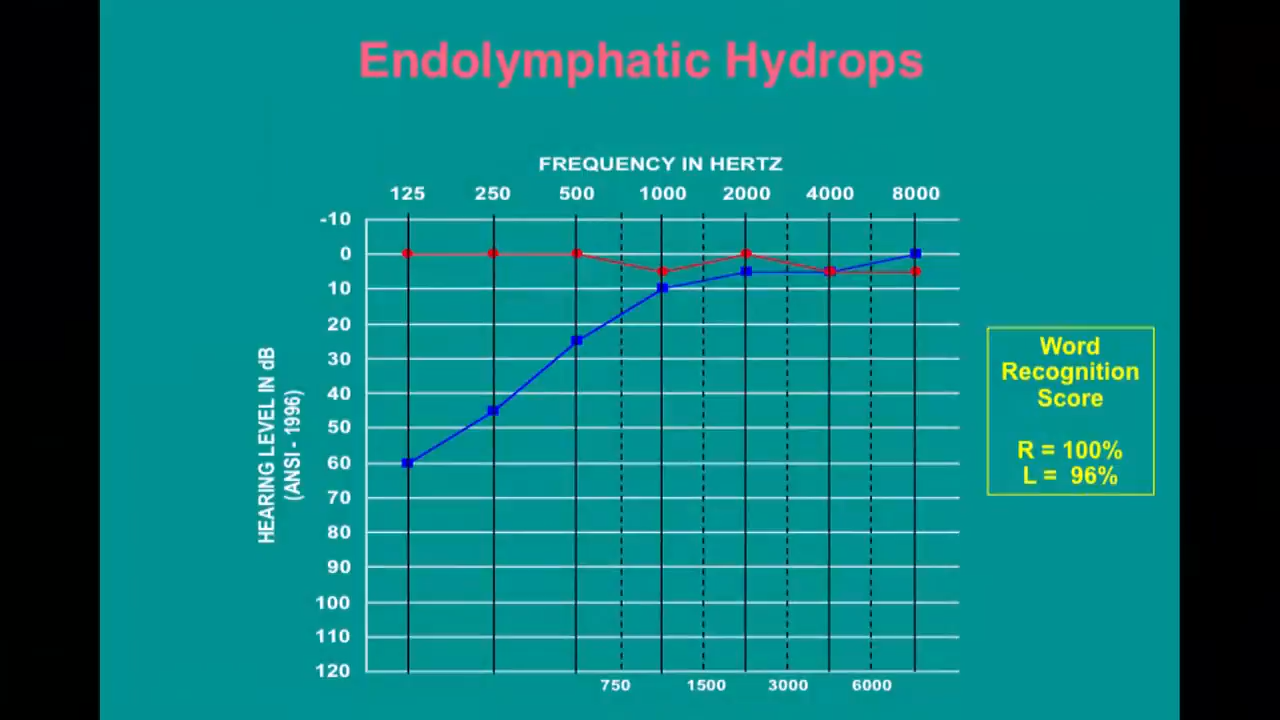 Endolymphatic Hydrops
FREQUENCY IN HERTZ
125 250 500 1000 2000 4000 8000
-10
0
10
20
30
40
50
60
70
80
90
100
110
120
HEARING LEVEL IN dB
(ANSI - 1996)
750 1500 3000 6000
Word
Recognition
Score
R = 100%
L = 96%